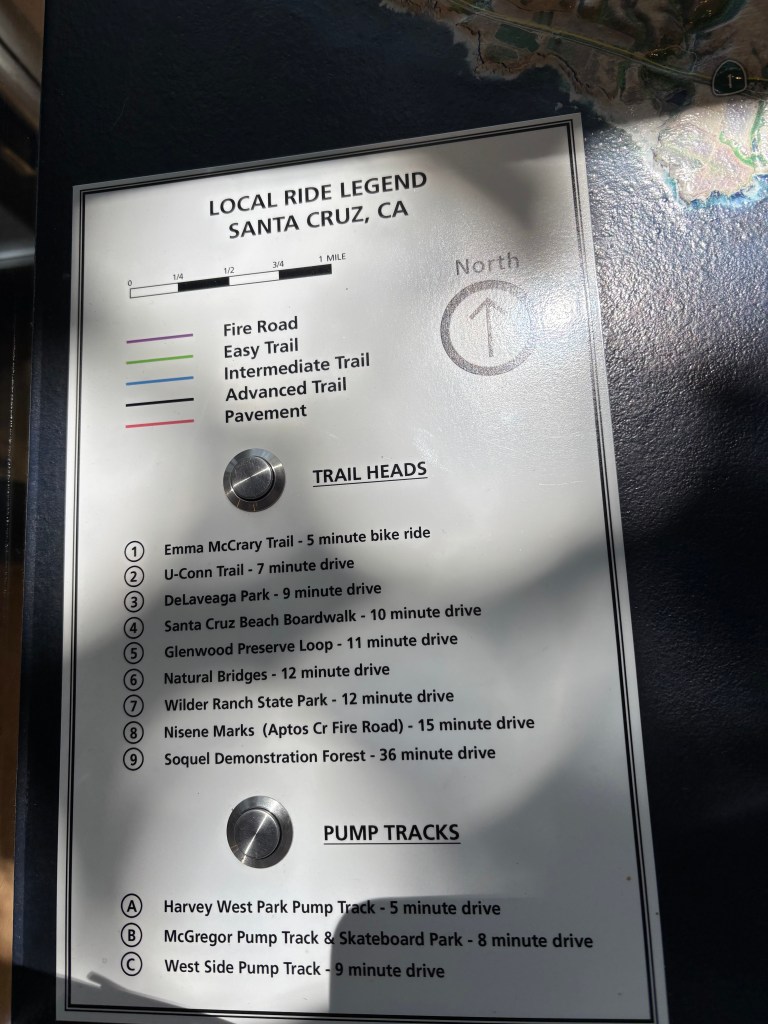 LOCAL RIDE LEGEND
SANTA CRUZ, CA
0 1/4 1/2 3/4 1 MILE
North
Fire Road
Easy Trail
Intermediate Trail
Advanced Trail
Pavement
TRAIL HEADS
1 Emma McCrary Trail - 5 minute bike ride
2 U-Conn Trail - 7 minute drive
3 DeLaveaga Park - 9 minute drive
4 Santa Cruz Beach Boardwalk - 10 minute drive
5 Glenwood Preserve Loop - 11 minute drive
6 Natural Bridges - 12 minute drive
7 Wilder Ranch State Park - 12 minute drive
8 Nisene Marks (Aptos Cr Fire Road) - 15 minute drive
9 Soquel Demonstration Forest - 36 minute drive
PUMP TRACKS
A Harvey West Park Pump Track - 5 minute drive
B McGregor Pump Track & Skateboard Park - 8 minute drive
C West Side Pump Track - 9 minute drive